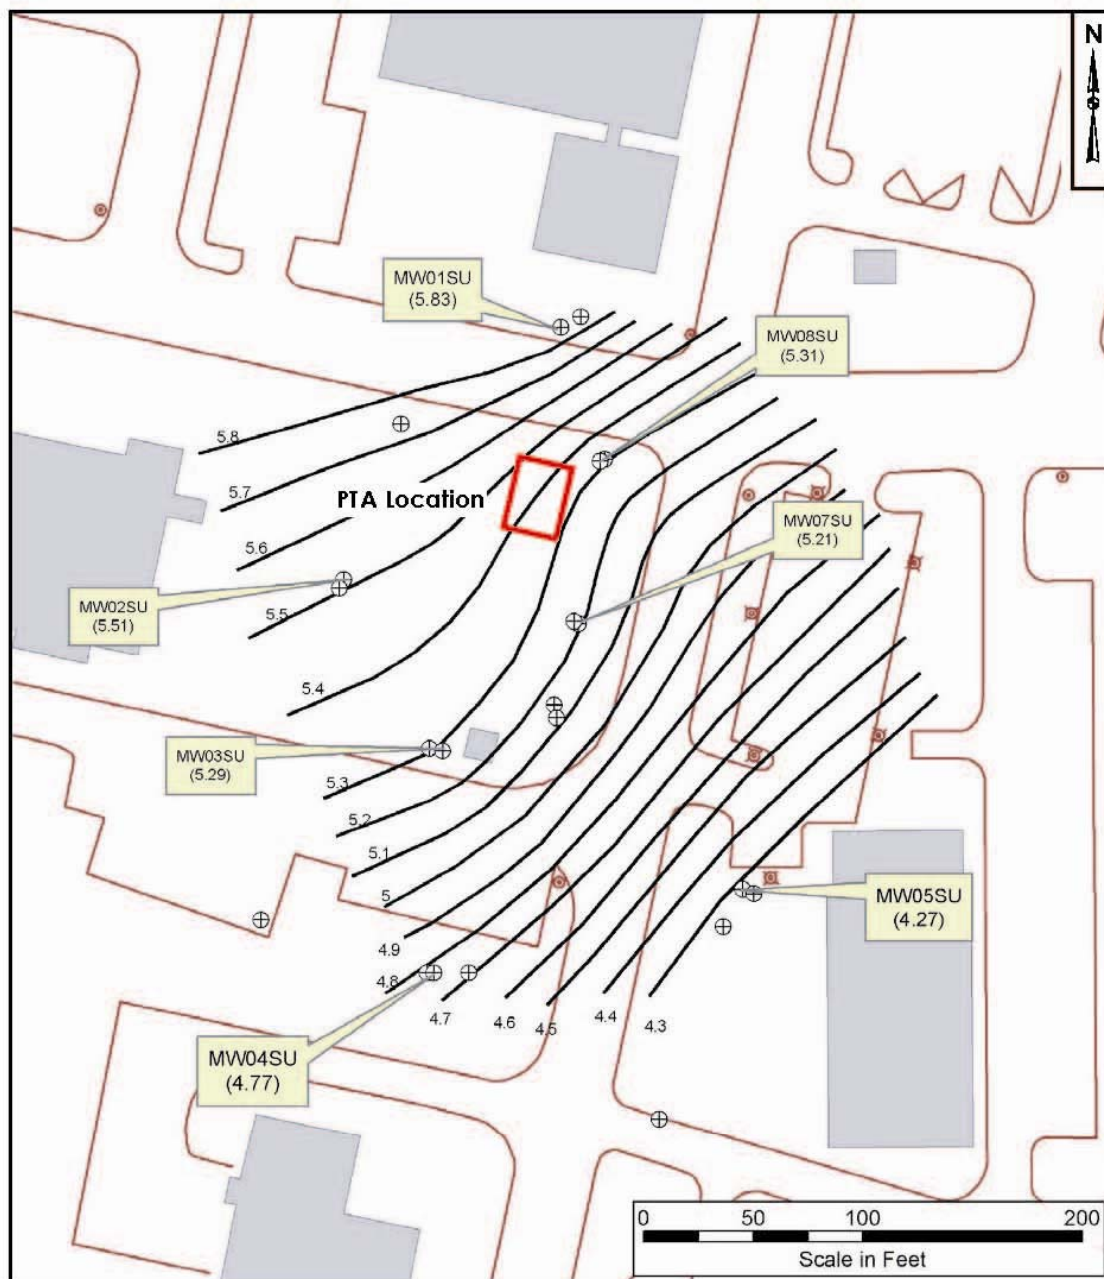 N
MW01SU
(5.83)
MW08SU
(5.31)
5.8
5.7
PTA Location
MW07SU
(5.21)
5.6
MW02SU
(5.51)
5.5
5.4
MW03SU
(5.29)
5.3
5.2
5.1
5
MW05SU
(4.27)
4.9
4.8
4.7
4.6
4.5
4.4
4.3
MW04SU
(4.77)
0 50 100 200
Scale in Feet